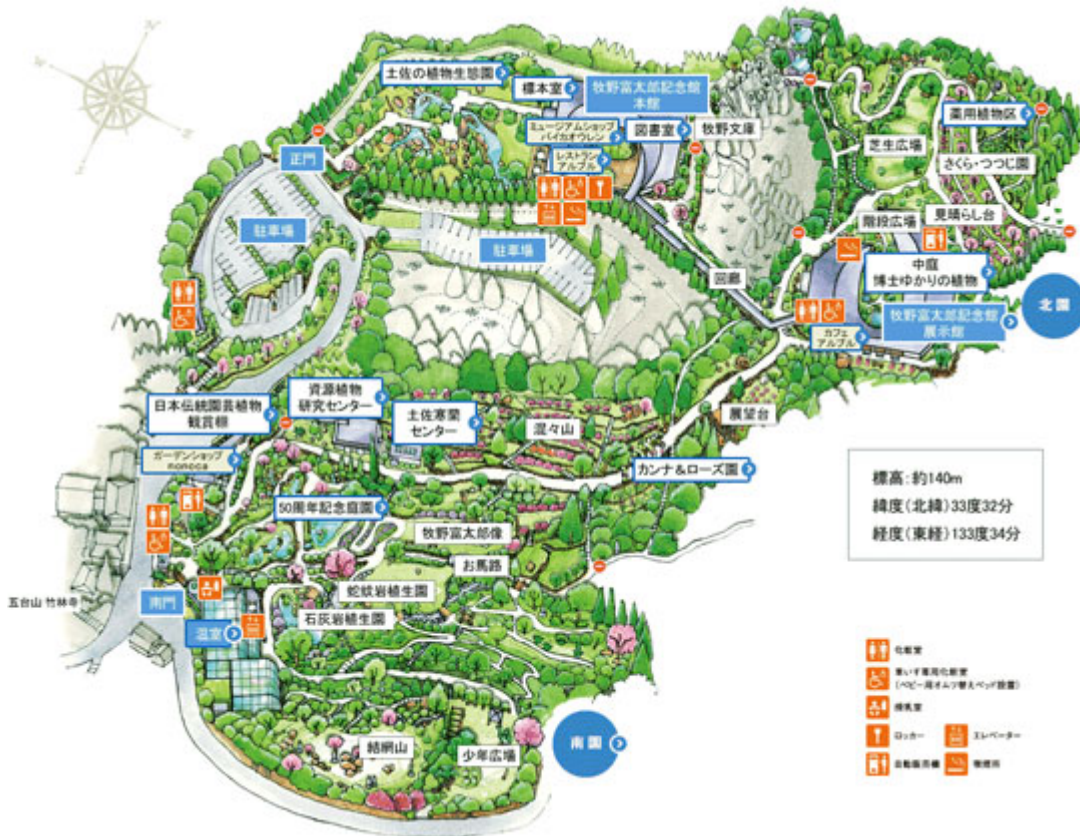 土佐の植物生態園
標本室
牧野富太郎記念館
本館
ミュージアムショップ
バイカオウレン
図書室
牧野文庫
レストラン
アルブル
正門
駐車場
駐車場
薬用植物区
芝生広場
さくら・つつじ園
見晴らし台
階段広場
中庭
博士ゆかりの植物
回廊
北園
牧野富太郎記念館
展示館
カフェ
アルブル
展望台
資源植物
研究センター
日本伝統園芸植物
観賞棚
土佐寒蘭
センター
混々山
ガーデンショップ
nonoca
カンナ&ローズ園
50周年記念庭園
牧野富太郎像
お馬路
蛇紋岩植生園
石灰岩植生園
五台山 竹林寺
南門
温室
結網山
少年広場
南園
標高:約140m
緯度(北緯)33度32分
経度(東経)133度34分
化粧室
車いす専用化粧室
(ベビー用オムツ替えベッド設置)
授乳室
ロッカー
エレベーター
自動販売機
喫煙所